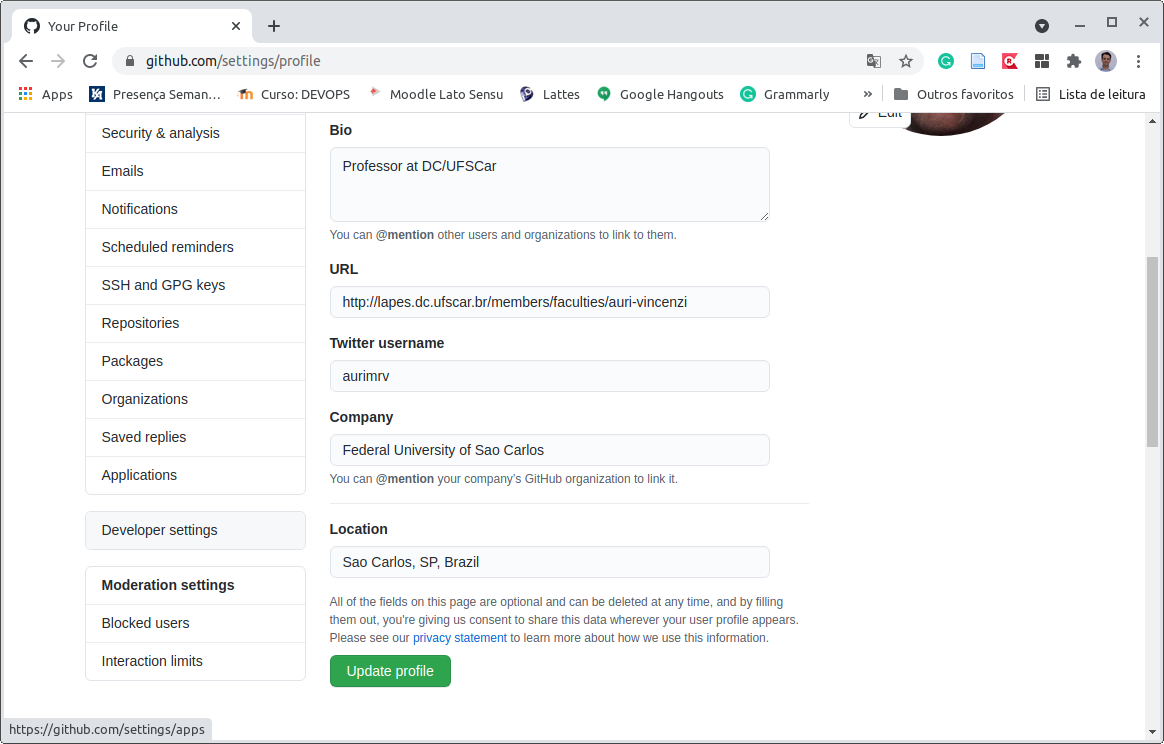 Your Profile
github.com/settings/profile
Apps
Presença Seman…
Curso: DEVOPS
Moodle Lato Sensu
Lattes
Google Hangouts
Grammarly
»
Outros favoritos
Lista de leitura
Edit
Security & analysis
Emails
Notifications
Scheduled reminders
SSH and GPG keys
Repositories
Packages
Organizations
Saved replies
Applications
Developer settings
Moderation settings
Blocked users
Interaction limits
Bio
Professor at DC/UFSCar
You can @mention other users and organizations to link to them.
URL
http://lapes.dc.ufscar.br/members/faculties/auri-vincenzi
Twitter username
aurimrv
Company
Federal University of Sao Carlos
You can @mention your company's GitHub organization to link it.
Location
Sao Carlos, SP, Brazil
All of the fields on this page are optional and can be deleted at any time, and by filling
them out, you're giving us consent to share this data wherever your user profile appears.
Please see our privacy statement to learn more about how we use this information.
Update profile
https://github.com/settings/apps